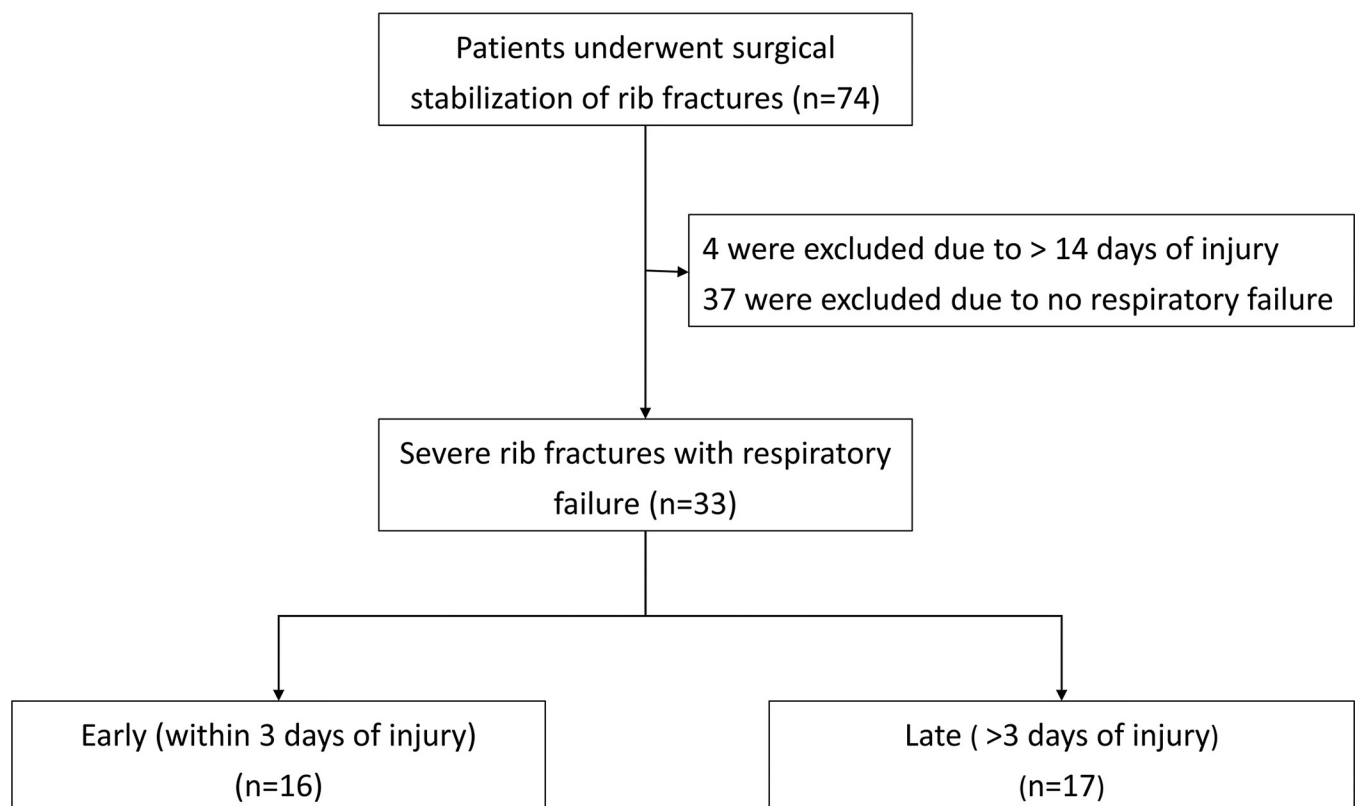 Patients underwent surgical
stabilization of rib fractures (n=74)
4 were excluded due to > 14 days of injury
37 were excluded due to no respiratory failure
Severe rib fractures with respiratory
failure (n=33)
Early (within 3 days of injury)
(n=16)
Late ( >3 days of injury)
(n=17)